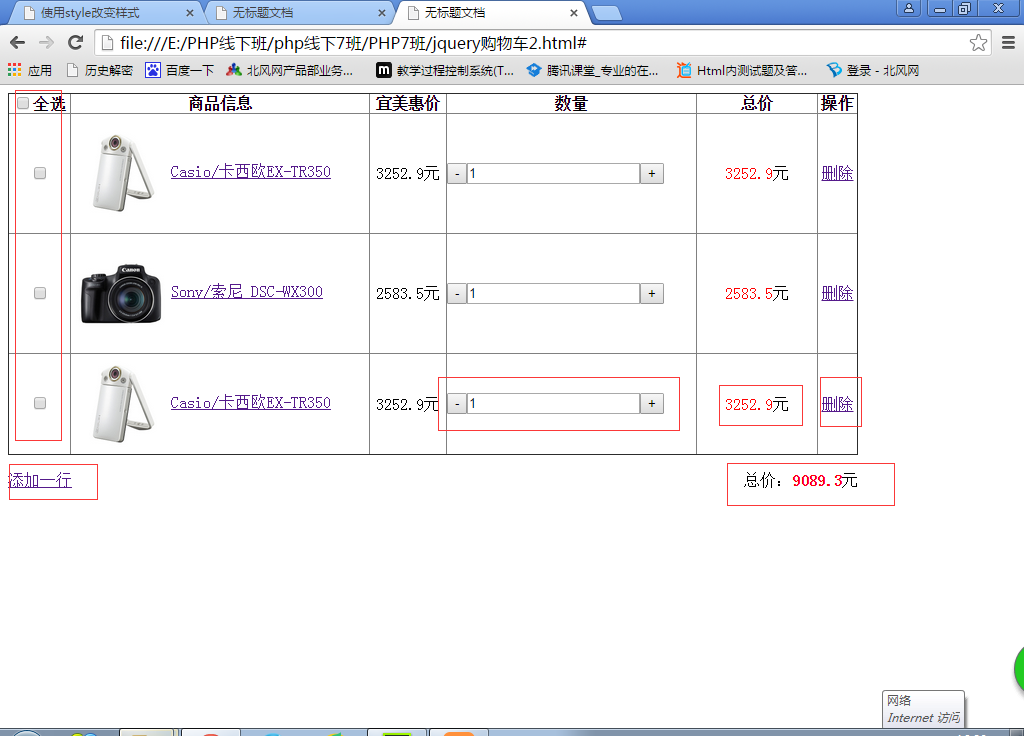 使用style改变样式
无标题文档
无标题文档
file:///E:/PHP线下班/php线下7班/PHP7班/jquery购物车2.html#
应用 历史解密 百度一下 北风网产品部业务... 教学过程控制系统(T... 腾讯课堂_专业的在... Html内测试题及答... 登录 - 北风网
全选 商品信息 宜美惠价 数量 总价 操作
Casio/卡西欧EX-TR350 3252.9元 - 1 + 3252.9元 删除
Canon
Sony/索尼 DSC-WX300 2583.5元 - 1 + 2583.5元 删除
Casio/卡西欧EX-TR350 3252.9元 - 1 + 3252.9元 删除
添加一行 总价：9089.3元
网络
Internet 访问